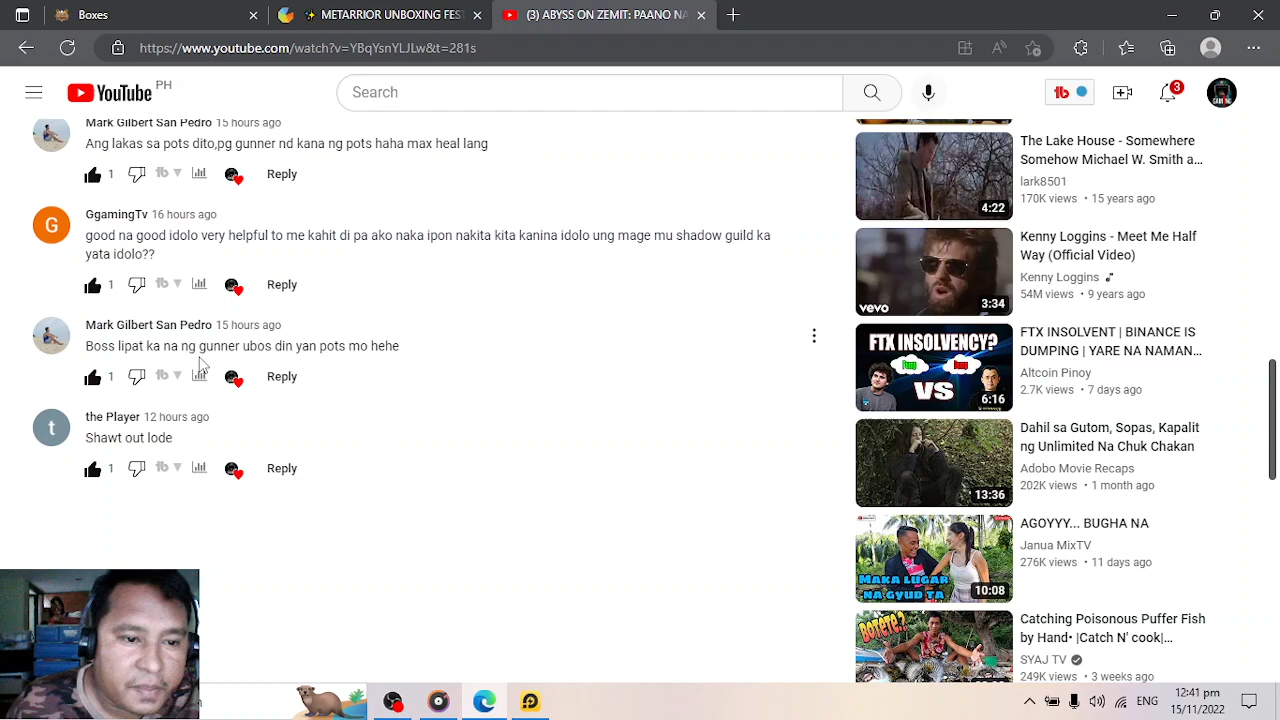 Boxes
METARRIOR UNBOXING FEST
(3) ABYSS ON ZEMIT: PAANO NA
https://www.youtube.com/watch?v=YBqYsnYLJLw&t=281s
YouTube PH
Search
3
Mark Gilbert San Pedro 15 hours ago
Ang lakas sa pots dito,pg gunner nd kana ng pots haha max heal lang
1
Reply
G
GgamingTv 16 hours ago
good na good idolo very helpful to me kahit di pa ako naka ipon nakita kita kanina idolo ung mage mu shadow guild ka
yata idolo??
1
Reply
Mark Gilbert San Pedro 15 hours ago
Boss lipat ka na ng gunner ubos din yan pots mo hehe
1
Reply
t
the Player 12 hours ago
Shawt out lode
1
Reply
4:22
The Lake House - Somewhere
Somehow Michael W. Smith a...
lark8501
170K views • 15 years ago
vevo
3:34
Kenny Loggins - Meet Me Half
Way (Official Video)
Kenny Loggins
54M views • 9 years ago
FTX INSOLVENCY?
VS
6:16
FTX INSOLVENT | BINANCE IS
DUMPING | YARE NA NAMAN...
Altcoin Pinoy
2.7K views • 7 days ago
13:36
Dahil sa Gutom, Sopas, Kapalit
ng Unlimited Na Chuk Chakan
Adobo Movie Recaps
202K views • 1 month ago
MAKA LUGAR
NA GYUD TA
10:08
AGOYYY... BUGHA NA
Janua MixTV
276K views • 11 days ago
BOTETE?
Catching Poisonous Puffer Fish
by Hand• |Catch N' cook|...
SYAJ TV
249K views • 3 weeks ago
ENG
12:41 pm
15/11/2022